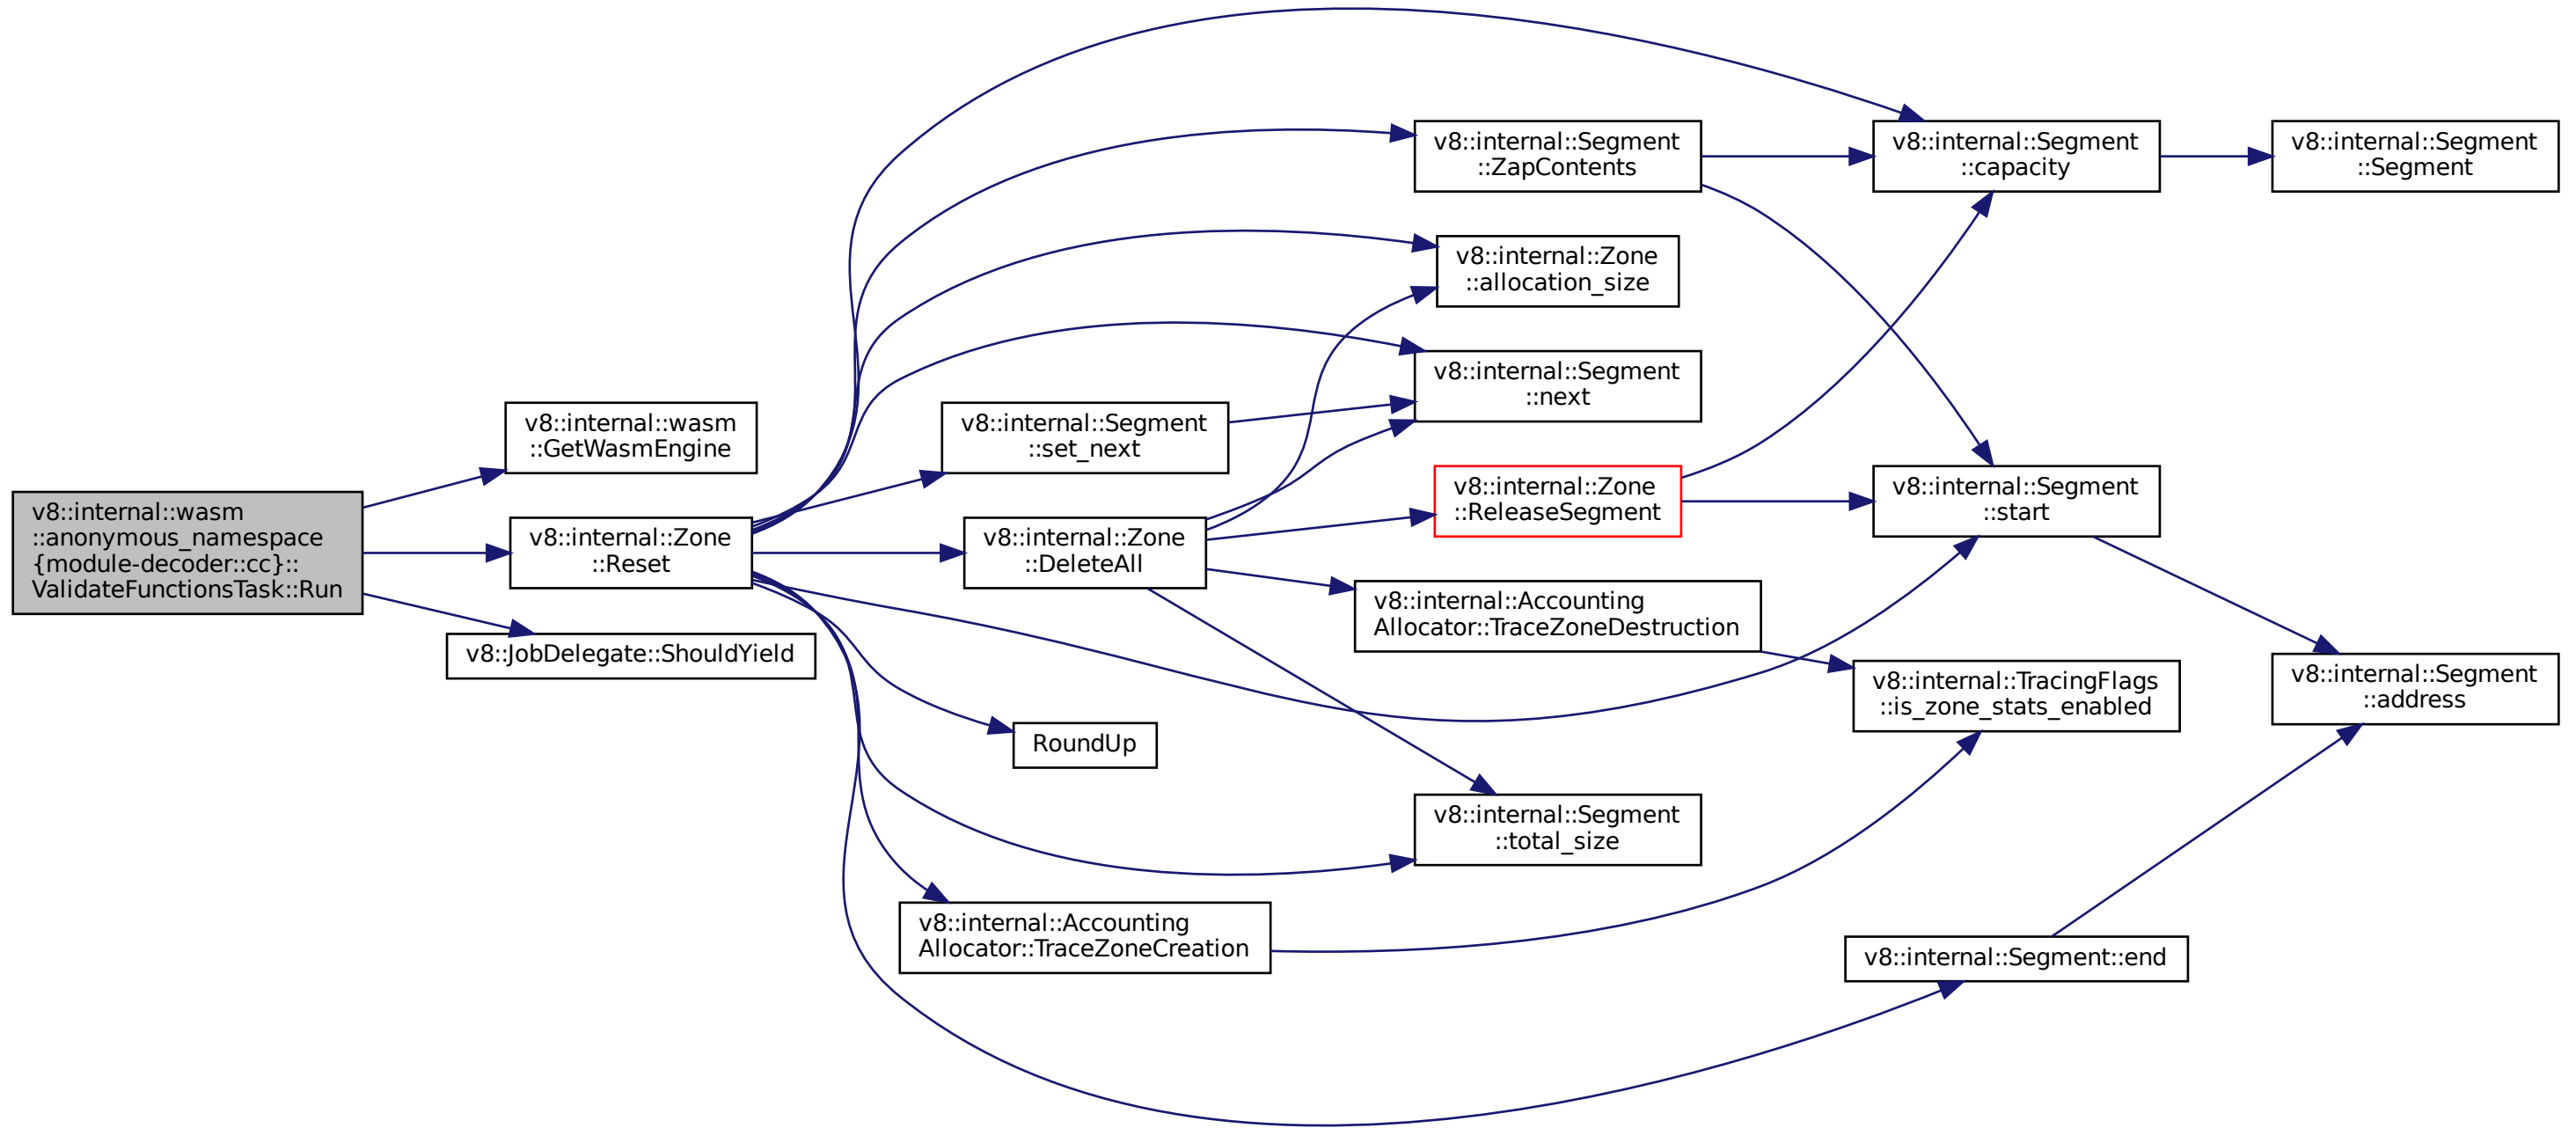 v8::internal::wasm
::anonymous_namespace
{module-decoder::cc}::
ValidateFunctionsTask::Run
v8::internal::wasm
::GetWasmEngine
v8::internal::Zone
::Reset
v8::JobDelegate::ShouldYield
v8::internal::Segment
::set_next
v8::internal::Zone
::DeleteAll
RoundUp
v8::internal::Accounting
Allocator::TraceZoneCreation
v8::internal::Segment
::ZapContents
v8::internal::Zone
::allocation_size
v8::internal::Segment
::next
v8::internal::Zone
::ReleaseSegment
v8::internal::Accounting
Allocator::TraceZoneDestruction
v8::internal::Segment
::total_size
v8::internal::Segment
::capacity
v8::internal::Segment
::start
v8::internal::TracingFlags
::is_zone_stats_enabled
v8::internal::Segment::end
v8::internal::Segment
::Segment
v8::internal::Segment
::address